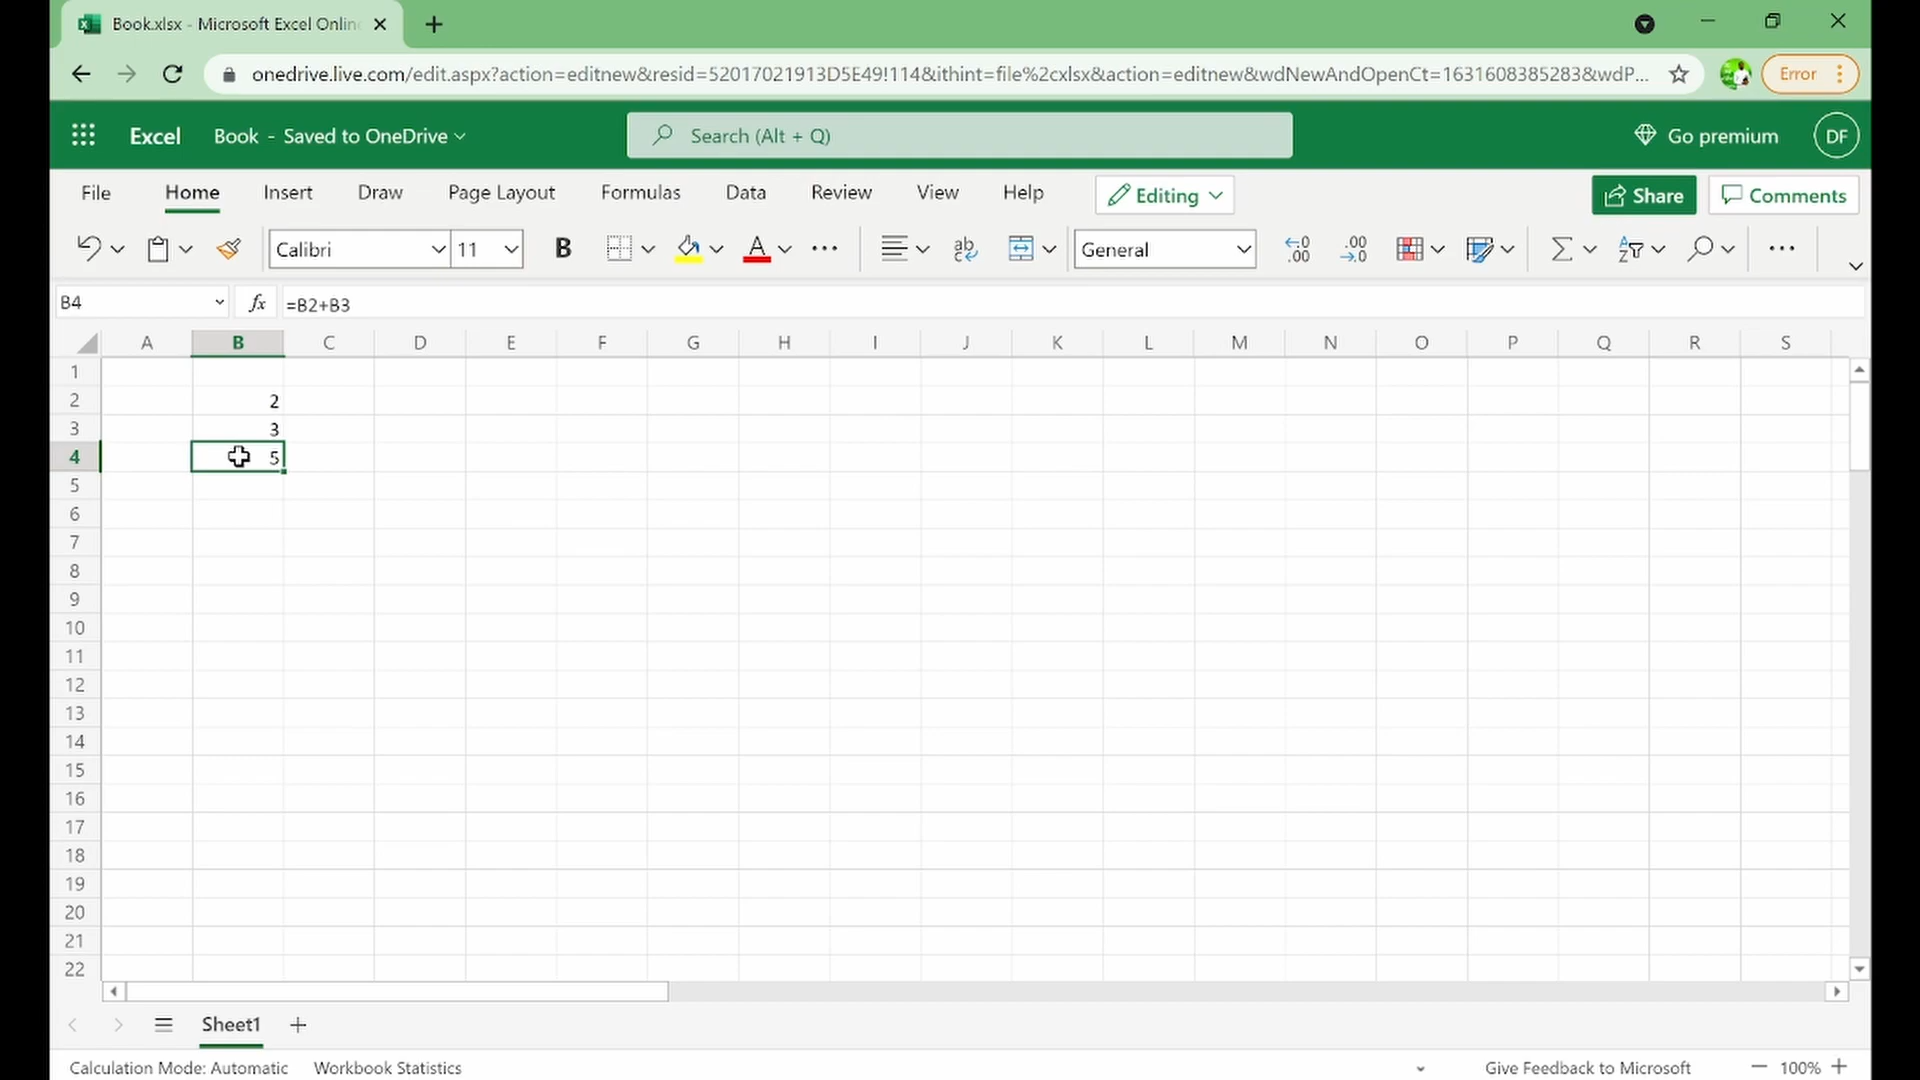 Book.xlsx - Microsoft Excel Onlin
onedrive.live.com/edit.aspx?action=editnew&resid=52017021913D5E49!114&ithint=file%2cxlsx&action=editnew&wdNewAndOpenCt=1631608385283&wdP...
Error
Excel
Book - Saved to OneDrive
Search (Alt + Q)
Go premium
DF
File Home Insert Draw Page Layout Formulas Data Review View Help
Editing
Share
Comments
Calibri
11
B
A
ab
c
General
.00
.00
A
Z
B4
fx
=B2+B3
A B C D E F G H I J K L M N O P Q R S
1
2 2
3 3
4 5
5
6
7
8
9
10
11
12
13
14
15
16
17
18
19
20
21
22
Sheet1
Calculation Mode: Automatic Workbook Statistics
Give Feedback to Microsoft
100%